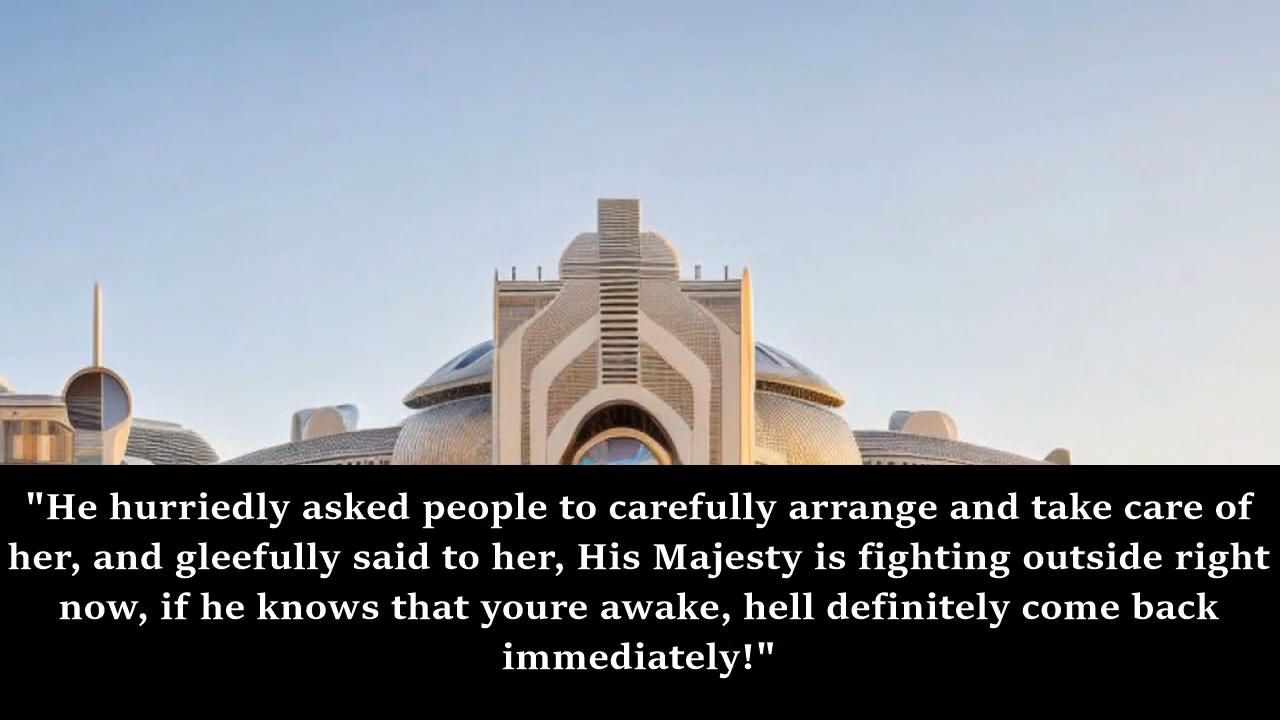 "He hurriedly asked people to carefully arrange and take care of
her, and gleefully said to her, His Majesty is fighting outside right
now, if he knows that youre awake, hell definitely come back
immediately!"